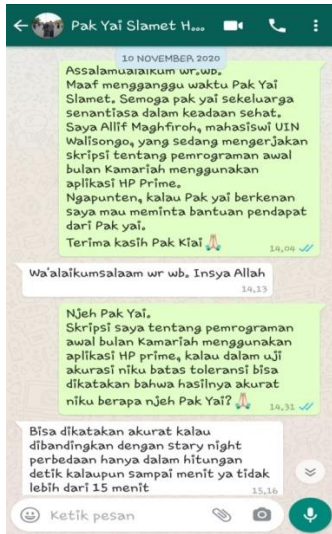 Pak Yai Slamet H...
10 NOVEMBER 2020
Assalamualaikum wr.wb.
Maaf mengganggu waktu Pak Yai
Slamet. Semoga pak yai sekeluarga
senantiasa dalam keadaan sehat.
Saya Allif Maghfiroh, mahasiswi UIN
Walisongo, yang sedang mengerjakan
skripsi tentang pemrograman awal
bulan Kamariah menggunakan
aplikasi HP Prime.
Ngapunten, kalau Pak yai berkenan
saya mau meminta bantuan pendapat
dari Pak yai.
Terima kasih Pak Kiai 🙏
14,04
Wa'alaikumsalaam wr wb. Insya Allah
14,13
Njeh Pak Yai.
Skripsi saya tentang pemrograman
awal bulan Kamariah menggunakan
aplikasi HP prime, kalau dalam uji
akurasi niku batas toleransi bisa
dikatakan bahwa hasilnya akurat
niku berapa njeh Pak Yai? 🙏
14,31
Bisa dikatakan akurat kalau
dibandingkan dengan stary night
perbedaan hanya dalam hitungan
detik kalaupun sampai menit ya tidak
lebih dari 15 menit
15,16
Ketik pesan